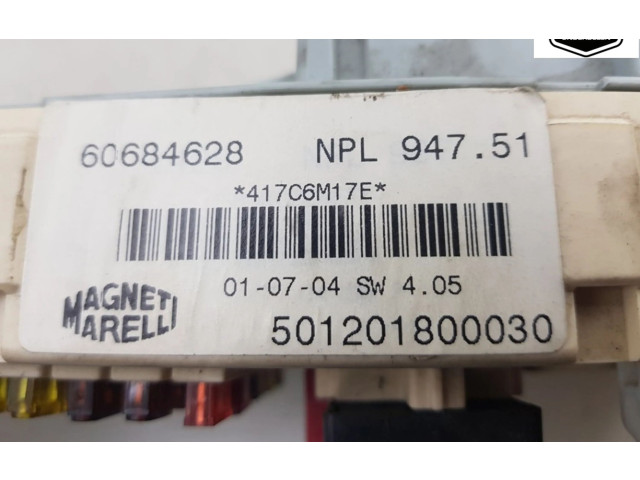 60684628 NPL 947.51
*417C6M17E*
01-07-04 SW 4.05
MAGNETI
MARELLI
501201800030